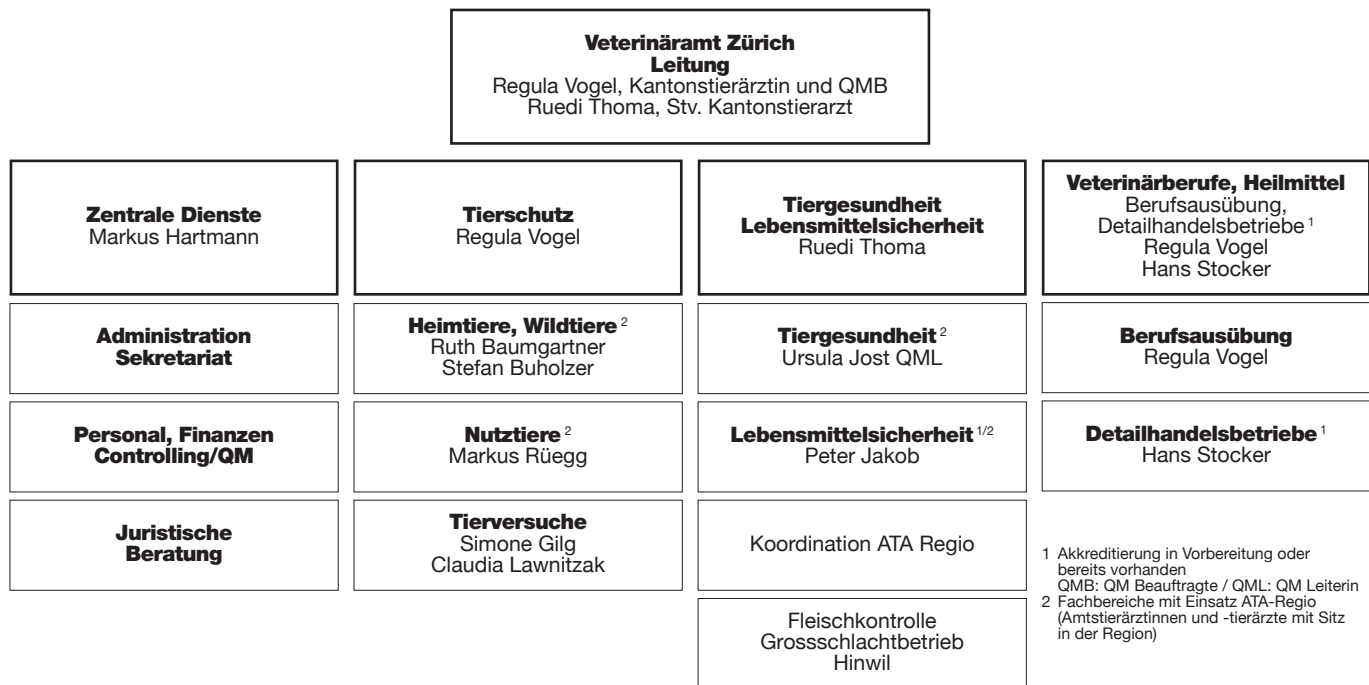 Veterinäramt Zürich
Leitung
Regula Vogel, Kantonstierärztin und QMB
Ruedi Thoma, Stv. Kantonstierarzt
Zentrale Dienste
Markus Hartmann
Administration
Sekretariat
Personal, Finanzen
Controlling/QM
Juristische
Beratung
Tierschutz
Regula Vogel
Heimtiere, Wildtiere 2
Ruth Baumgartner
Stefan Buholzer
Nutztiere 2
Markus Rüegg
Tierversuche
Simone Gilg
Claudia Lawnitzak
Tiergesundheit
Lebensmittelsicherheit
Ruedi Thoma
Tiergesundheit 2
Ursula Jost QML
Lebensmittelsicherheit 1/2
Peter Jakob
Koordination ATA Regio
Fleischkontrolle
Grossschlachtbetrieb
Hinwil
Veterinärberufe, Heilmittel
Berufsausübung,
Detailhandelsbetriebe 1
Regula Vogel
Hans Stocker
Berufsausübung
Regula Vogel
Detailhandelsbetriebe 1
Hans Stocker
1 Akkreditierung in Vorbereitung oder
bereits vorhanden
QMB: QM Beauftragte / QML: QM Leiterin
2 Fachbereiche mit Einsatz ATA-Regio
(Amtstierärztinnen und -tierärzte mit Sitz
in der Region)